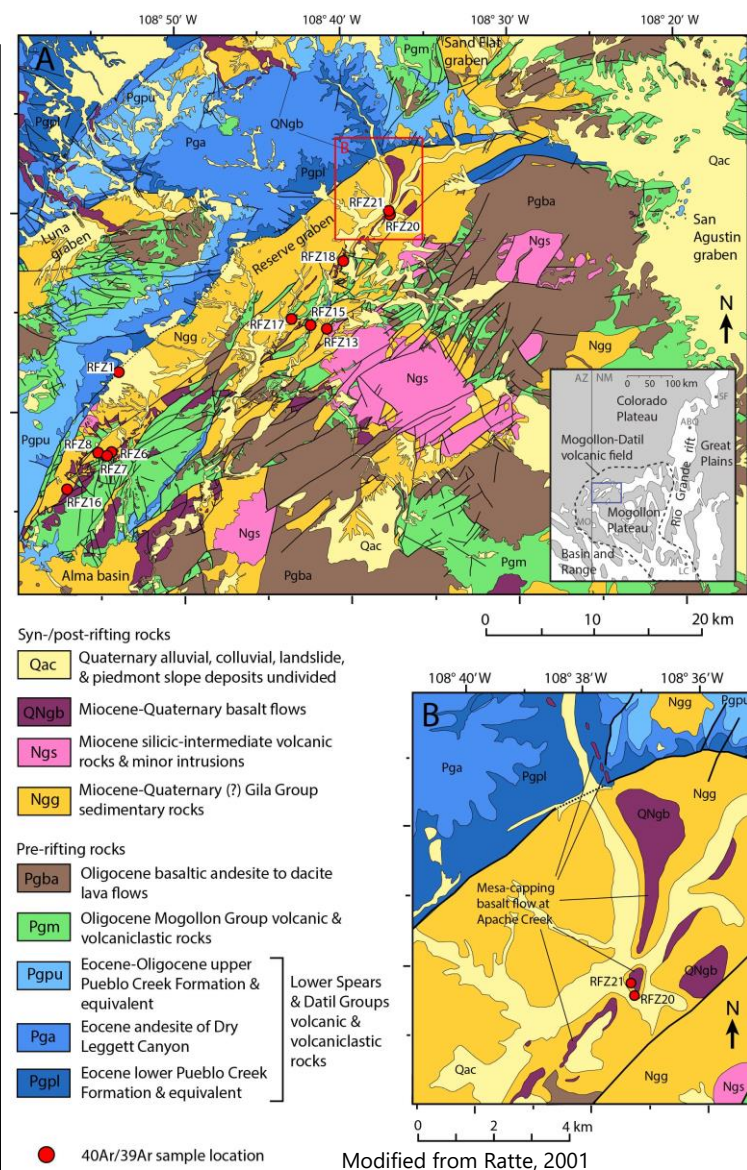 A
108° 50'W
108° 40'W
108° 30'W
108° 20'W
Pgpl
Pgpu
Pga
QNgb
Pgpl
Pgm
Sand Flat
graben
Qac
B
RFZ21
RFZ20
Pgba
San
Agustin
graben
Luna
graben
Reserve graben
RFZ18
Ngs
RFZ15
RFZ17
RFZ13
Ngg
RFZ1
Ngg
Ngs
N
Pgpu
RFZ8
RFZ6
RFZ7
RFZ16
Ngs
Qac
Alma basin
Pgba
Pgm
AZ
NM
0 50 100 km
Colorado
Plateau
SF
ABQ
Mogollon-Datil
volcanic field
Great
Plains
Rio Grande rift
MO
Mogollon
Plateau
Basin and
Range
LC
0 10 20 km
Syn-/post-rifting rocks
Qac
Quaternary alluvial, colluvial, landslide,
& piedmont slope deposits undivided
QNgb
Miocene-Quaternary basalt flows
Ngs
Miocene silicic-intermediate volcanic
rocks & minor intrusions
Ngg
Miocene-Quaternary (?) Gila Group
sedimentary rocks
Pre-rifting rocks
Pgba
Oligocene basaltic andesite to dacite
lava flows
Pgm
Oligocene Mogollon Group volcanic &
volcaniclastic rocks
Pgpu
Eocene-Oligocene upper
Pueblo Creek Formation &
equivalent
Pga
Eocene andesite of Dry
Leggett Canyon
Pgpl
Eocene lower Pueblo Creek
Formation & equivalent
Lower Spears
& Datil Groups
volcanic &
volcaniclastic
rocks
40Ar/39Ar sample location
108° 40'W
108° 38'W
108° 36'W
B
Ngg
Pgpu
Pga
Pgpl
Ngg
QNgb
Mesa-capping
basalt flow at
Apache Creek
RFZ21
QNgb
RFZ20
N
Qac
Ngg
Ngs
0 2 4 km
Modified from Ratte, 2001